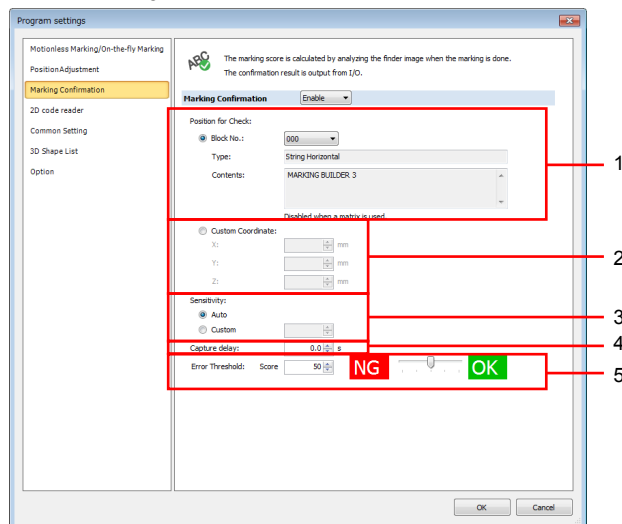 Program settings
Motionless Marking/On-the-fly Marking
PositionAdjustment
Marking Confirmation
2D code reader
Common Setting
3D Shape List
Option
ABC
The marking score is calculated by analyzing the finder image when the marking is done.
The confirmation result is output from I/O.
Marking Confirmation Enable
Position for Check:
Block No.: 000
Type: String Horizontal
Contents: MARKING BUILDER 3
Disabled when a matrix is used
1
Custom Coordinate:
X: mm
Y: mm
Z: mm
2
Sensitivity:
Auto
Custom
3
Capture delay: 0.0 s
4
Error Threshold: Score 50 NG OK
5
OK Cancel